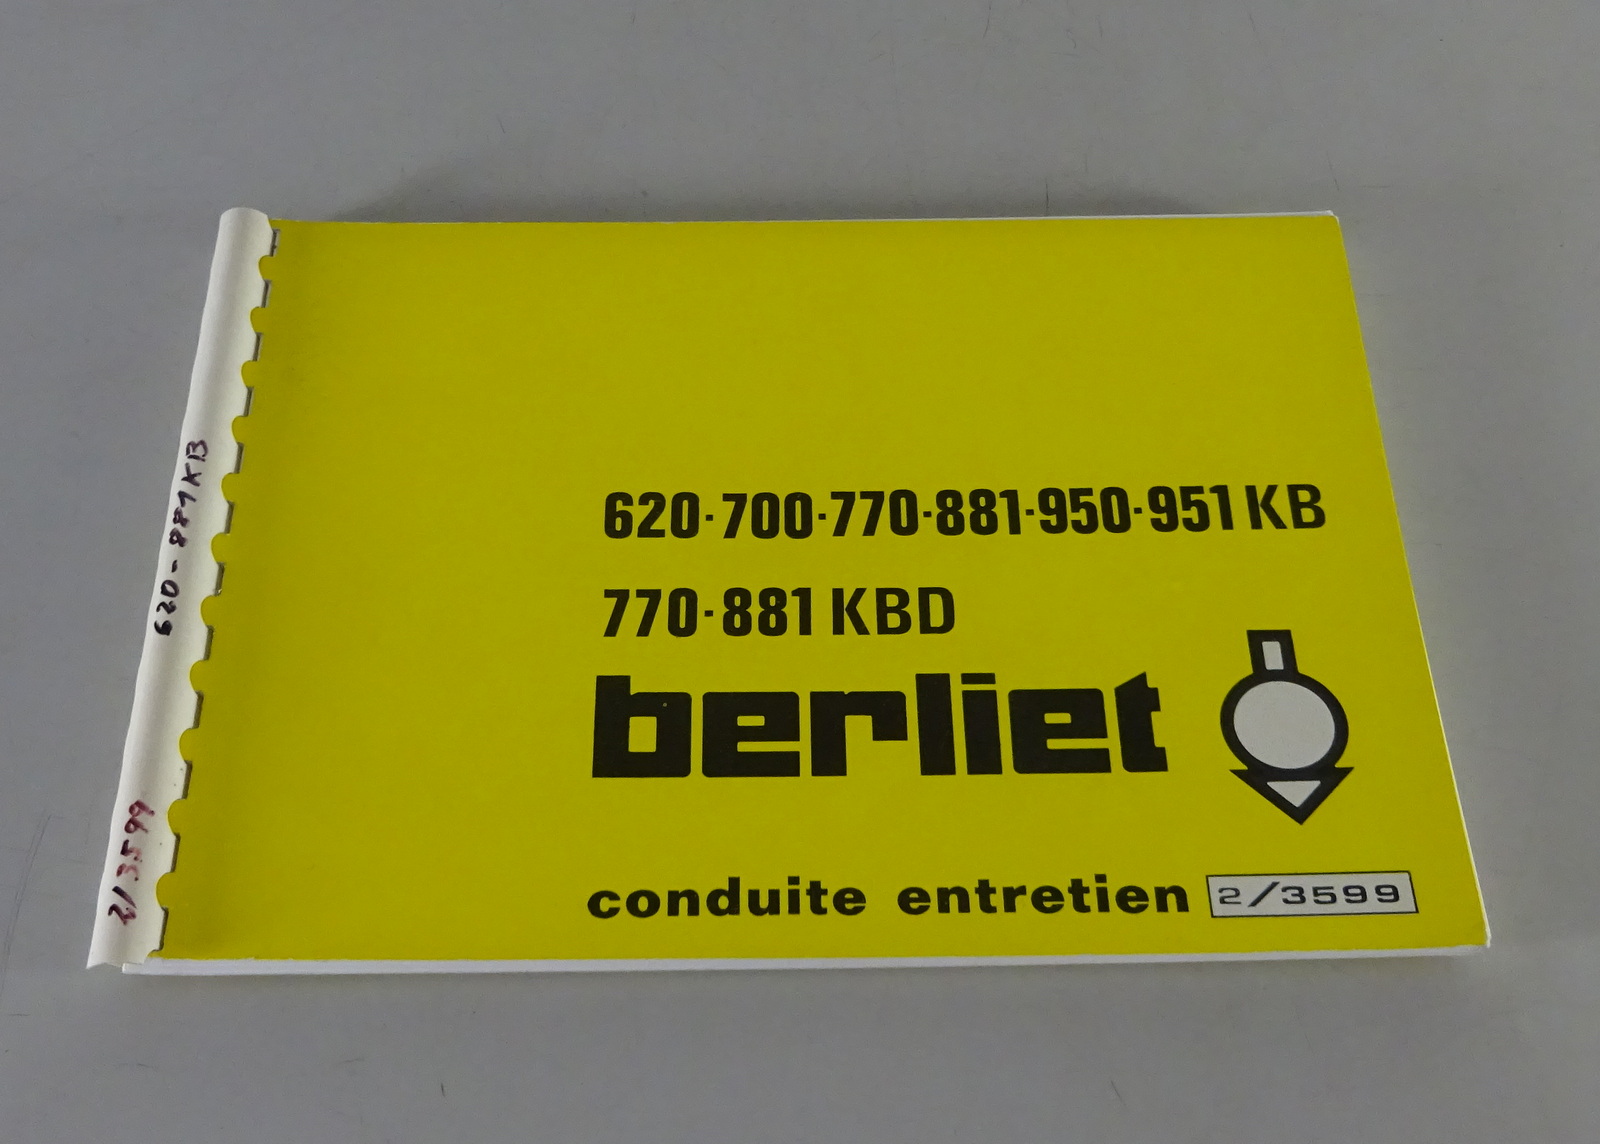 620·700·770·881·950·951 KB
770·881 KBD
berliet
conduite entretien 2/3599
620-881KB
2/3599